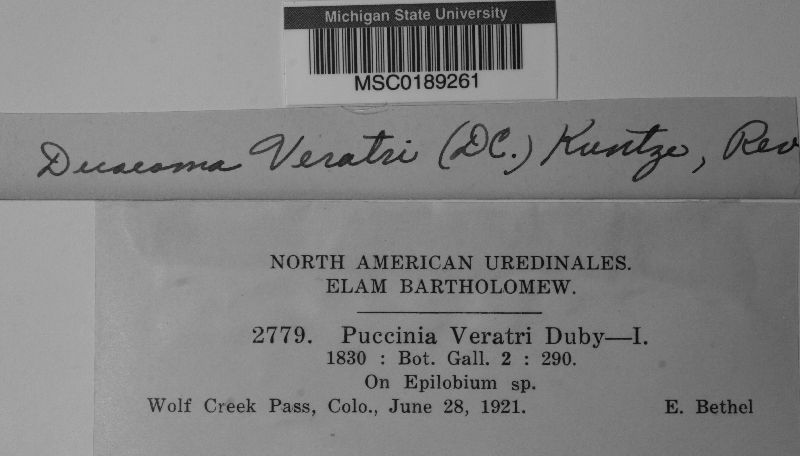 Michigan State University
MSC0189261
Dicaeoma Veratri (DC.) Kuntze, Rev
NORTH AMERICAN UREDINALES.
ELAM BARTHOLOMEW.
2779. Puccinia Veratri Duby—I.
1830 : Bot. Gall. 2 : 290.
On Epilobium sp.
Wolf Creek Pass, Colo., June 28, 1921. E. Bethel